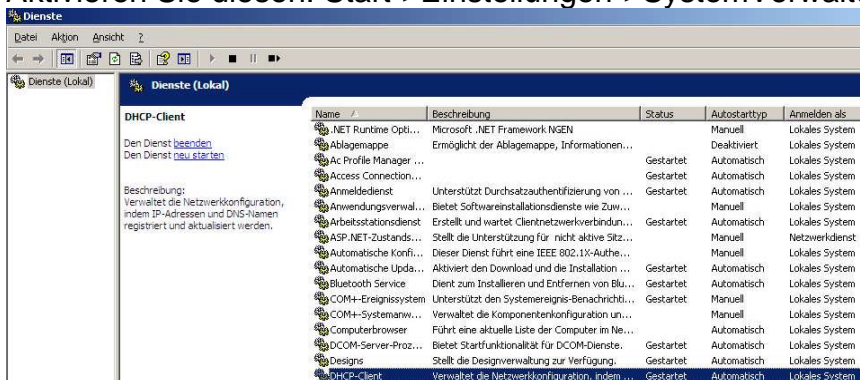 Aktivieren Sie diesen: Start > Einstellungen > Systemverwalt
Dienste
Datei Aktion Ansicht ?
Dienste (Lokal)
Dienste (Lokal)
DHCP-Client
Den Dienst beenden
Den Dienst neu starten
Beschreibung:
Verwaltet die Netzwerkkonfiguration,
indem IP-Adressen und DNS-Namen
registriert und aktualisiert werden.
Name Beschreibung Status Autostarttyp Anmelden als
.NET Runtime Opti... Microsoft .NET Framework NGEN Manuell Lokales System
Ablagemappe Ermöglicht der Ablagemappe, Informationen... Deaktiviert Lokales System
Ac Profile Manager ... Gestartet Automatisch Lokales System
Access Connection... Gestartet Automatisch Lokales System
Anmeldedienst Unterstützt Durchsatzauthentifizierung von ... Gestartet Automatisch Lokales System
Anwendungsverwal... Bietet Softwareinstallationsdienste wie Zuw... Manuell Lokales System
Arbeitsstationsdienst Erstellt und wartet Clientnetzwerkverbindun... Gestartet Automatisch Lokales System
ASP.NET-Zustands... Stellt die Unterstützung für nicht aktive Sitz... Manuell Netzwerkdienst
Automatische Konfi... Dieser Dienst führt eine IEEE 802.1X-Authe... Manuell Lokales System
Automatische Upda... Aktiviert den Download und die Installation ... Gestartet Automatisch Lokales System
Bluetooth Service Dient zum Installieren und Entfernen von Blu... Gestartet Automatisch Lokales System
COM+-Ereignissystem Unterstützt den Systemereignis-Benachrichti... Gestartet Manuell Lokales System
COM+-Systemanw... Verwaltet die Komponentenkonfiguration un... Manuell Lokales System
Computerbrowser Führt eine aktuelle Liste der Computer im Ne... Automatisch Lokales System
DCOM-Server-Proz... Bietet Startfunktionalität für DCOM-Dienste. Gestartet Automatisch Lokales System
Designs Stellt die Designverwaltung zur Verfügung. Gestartet Automatisch Lokales System
DHCP-Client Verwaltet die Netzwerkkonfiguration, indem ... Gestartet Automatisch Lokales System